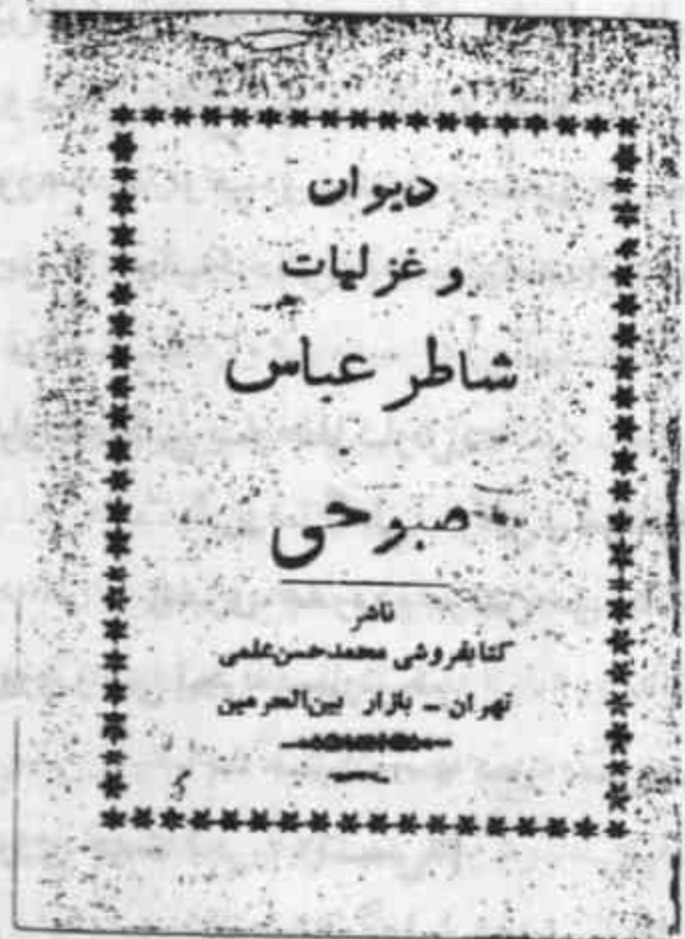 دیوان
و غزلیات
شاطر عباس
صبوحی
ناشر
کتابفروشی محمدحسن علمی
تهران – بازار بین‌الحرمین